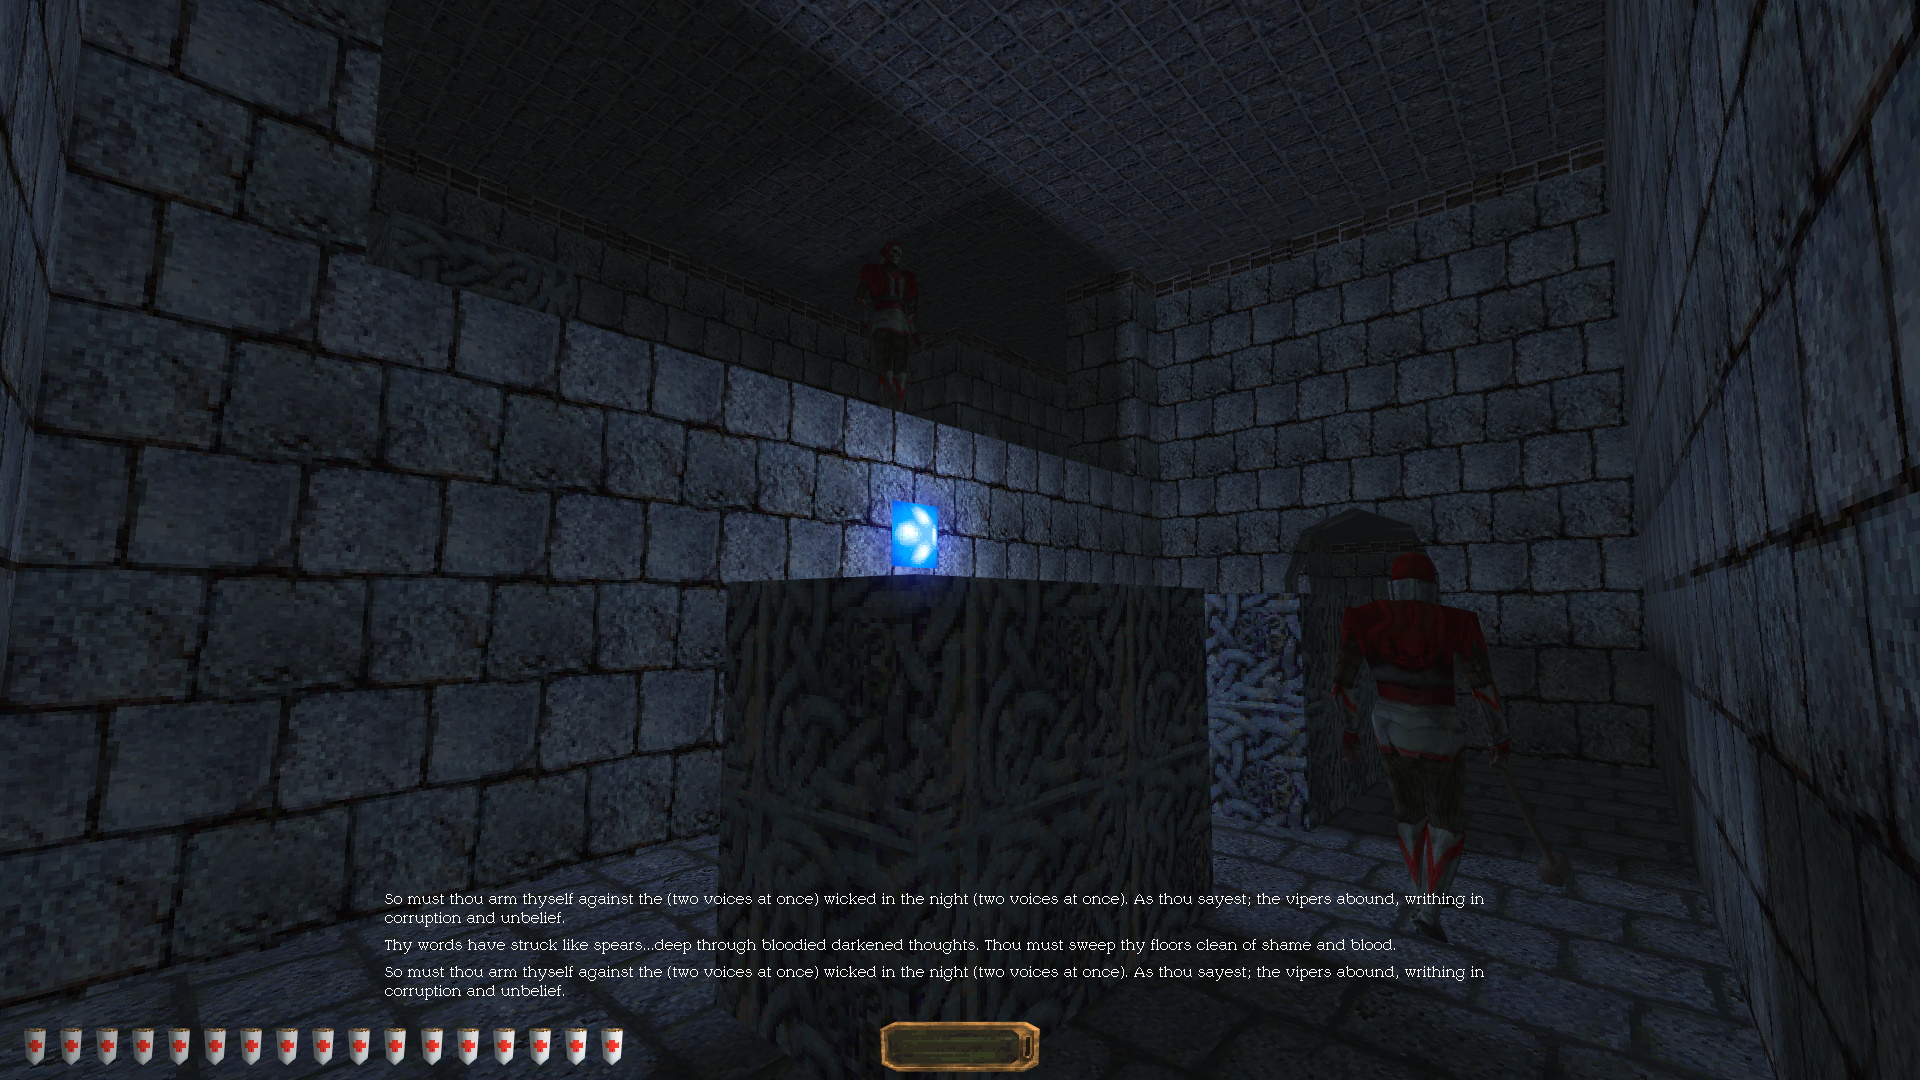 So must thou arm thyself against the (two voices at once) wicked in the night (two voices at once). As thou sayest; the vipers abound, writhing in
corruption and unbelief.
Thy words have struck like spears...deep through bloodied darkened thoughts. Thou must sweep thy floors clean of shame and blood.
So must thou arm thyself against the (two voices at once) wicked in the night (two voices at once). As thou sayest; the vipers abound, writhing in
corruption and unbelief.